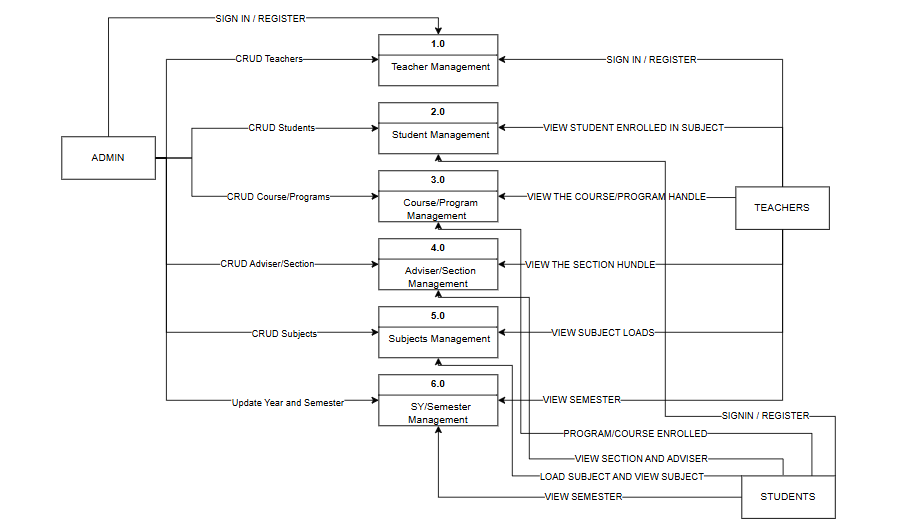 SIGN IN / REGISTER
1.0
Teacher Management
CRUD Teachers
SIGN IN / REGISTER
2.0
Student Management
CRUD Students
VIEW STUDENT ENROLLED IN SUBJECT
ADMIN
3.0
Course/Program
Management
CRUD Course/Programs
VIEW THE COURSE/PROGRAM HANDLE
TEACHERS
4.0
Adviser/Section
Management
CRUD Adviser/Section
VIEW THE SECTION HUNDLE
5.0
Subjects Management
CRUD Subjects
VIEW SUBJECT LOADS
6.0
SY/Semester
Management
Update Year and Semester
VIEW SEMESTER
SIGNIN / REGISTER
PROGRAM/COURSE ENROLLED
VIEW SECTION AND ADVISER
LOAD SUBJECT AND VIEW SUBJECT
VIEW SEMESTER
STUDENTS